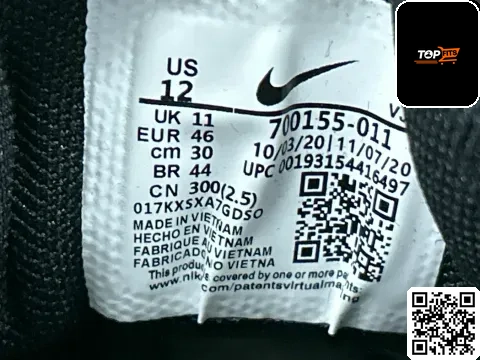 TOP
FITS
US
12
UK 11
EUR 46
cm 30
BR 44
CN 300(2.5)
700155-011
10/03/20|11/07/20
UPC 00193154416497
017KXSXA7GDSO
MADE IN VIETNAM
HECHO EN VIETNAM
FABRIQUE AU VIETNAM
FABRICADO NO VIETNA
This product
covered by one or more
www.nike
com/patentsvirtual